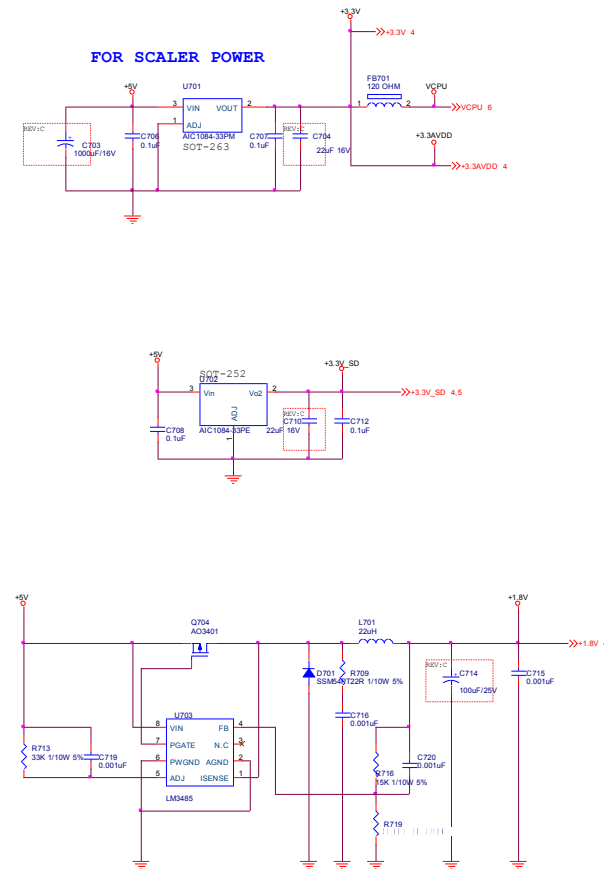 +3.3V
+3.3V 4
FOR SCALER POWER
FB701
120 OHM
U701
+5V
VCPU
3 VIN VOUT 2
1 2
VCPU 6
1 ADJ
REV:C
C703
1000uF/16V
C706
0.1uF
AIC1084-33PM
SOT-263
C707
0.1uF
REV:C
C704
22uF 16V
+3.3AVDD
+3.3AVDD 4
+5V
SOT-252
U702
+3.3V_SD
3 Vin Vo2 2
+3.3V_SD 4,5
ADJ
1
C708
0.1uF
AIC1084-33PE
REV:C
C710
22uF 16V
C712
0.1uF
+5V
Q704
AO3401
L701
22uH
+1.8V
+1.8V
D701
R709
22R 1/10W 5%
REV:C
C714
100uF/25V
C715
0.001uF
C716
0.001uF
U703
8 VIN FB 4
7 PGATE N.C 3
6 PWGND AGND 2
5 ADJ ISENSE 1
LM3485
R713
33K 1/10W 5%
C719
0.001uF
C720
0.001uF
R716
15K 1/10W 5%
R719